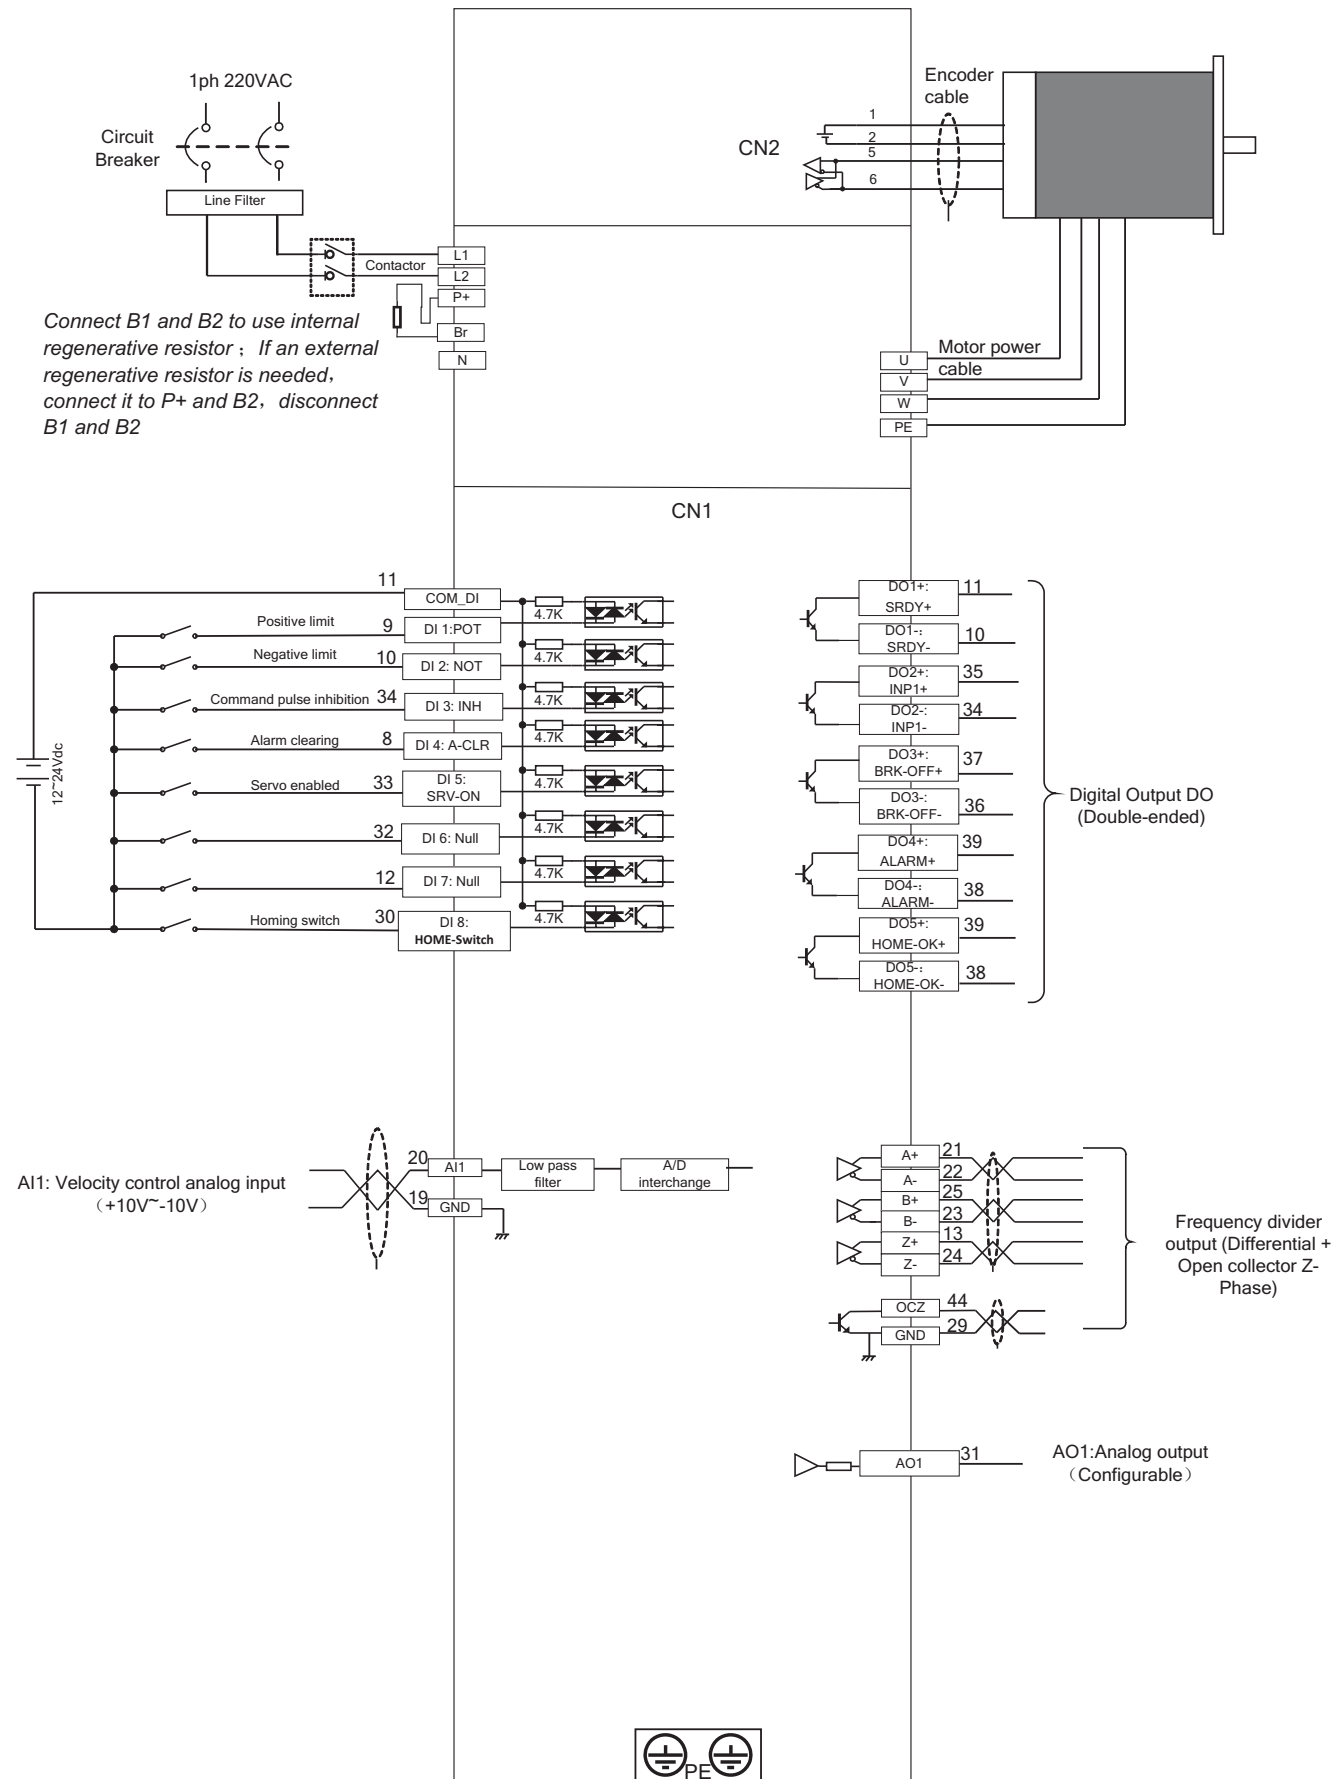 1ph 220VAC
Circuit
Breaker
Line Filter
Contactor
L1
L2
P+
Br
N
Connect B1 and B2 to use internal
regenerative resistor ；If an external
regenerative resistor is needed，
connect it to P+ and B2，disconnect
B1 and B2
CN2
1
2
5
6
Encoder
cable
U
V
W
PE
Motor power
cable
CN1
12~24Vdc
11
COM_DI
4.7K
Positive limit
9
DI 1:POT
Negative limit
10
DI 2: NOT
4.7K
Command pulse inhibition
34
DI 3: INH
4.7K
Alarm clearing
8
DI 4: A-CLR
4.7K
Servo enabled
33
DI 5:
SRV-ON
4.7K
32
DI 6: Null
4.7K
12
DI 7: Null
4.7K
Homing switch
30
DI 8:
HOME-Switch
4.7K
DO1+:
SRDY+
11
DO1-:
SRDY-
10
DO2+:
INP1+
35
DO2-:
INP1-
34
DO3+:
BRK-OFF+
37
DO3-:
BRK-OFF-
36
DO4+:
ALARM+
39
DO4-:
ALARM-
38
DO5+:
HOME-OK+
39
DO5-:
HOME-OK-
38
Digital Output DO
(Double-ended)
AI1: Velocity control analog input
（+10V~-10V）
20
AI1
19
GND
Low pass
filter
A/D
interchange
A+
21
A-
22
B+
25
B-
23
Z+
13
Z-
24
OCZ
44
GND
29
Frequency divider
output (Differential +
Open collector Z-
Phase)
AO1
31
AO1:Analog output
（Configurable）
PE